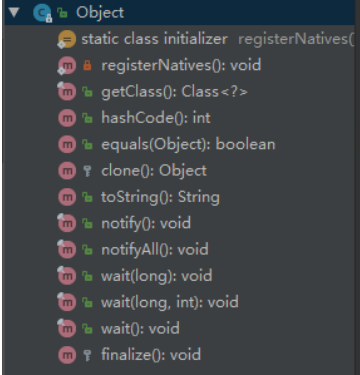 Object
static class initializer registerNatives(
registerNatives(): void
getClass(): Class<?>
hashCode(): int
equals(Object): boolean
clone(): Object
toString(): String
notify(): void
notifyAll(): void
wait(long): void
wait(long, int): void
wait(): void
finalize(): void